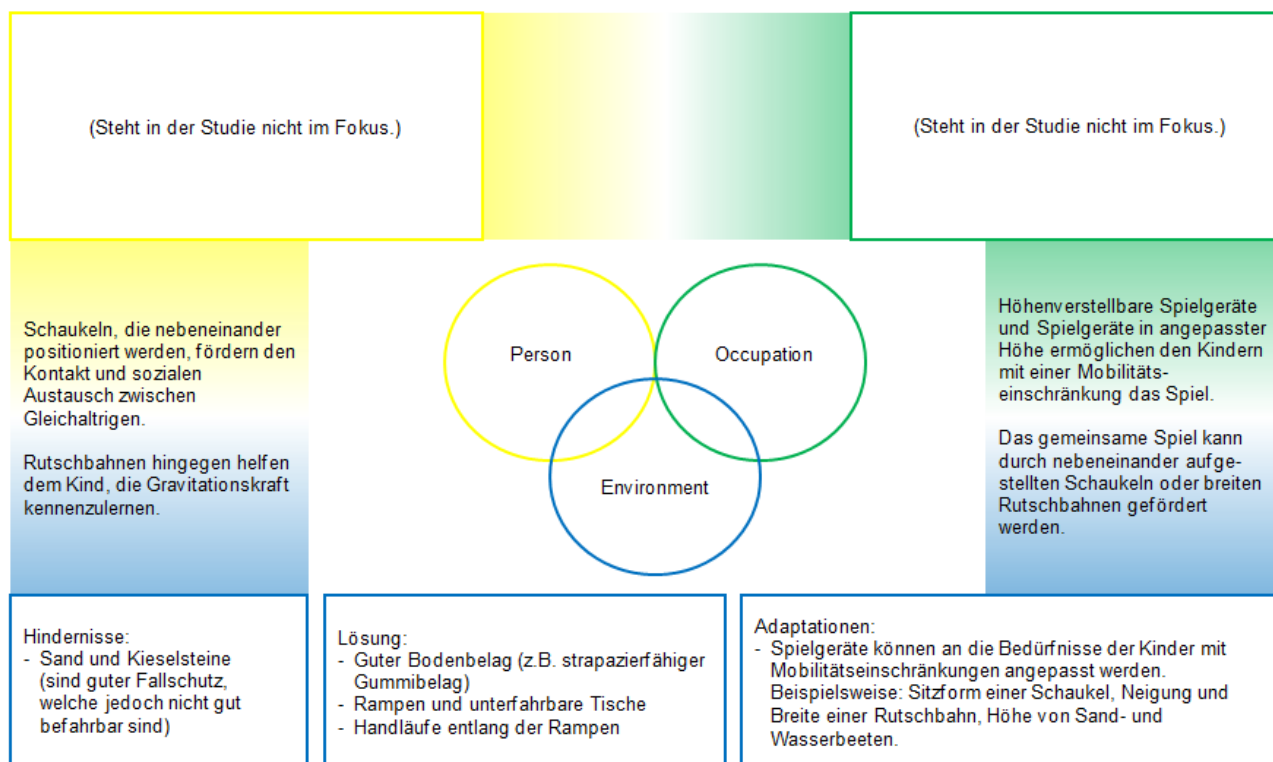 (Steht in der Studie nicht im Fokus.)
(Steht in der Studie nicht im Fokus.)
Schaukeln, die nebeneinander
positioniert werden, fördern den
Kontakt und sozialen
Austausch zwischen
Gleichaltrigen.
Rutschbahnen hingegen helfen
dem Kind, die Gravitationskraft
kennenzulernen.
Person
Occupation
Environment
Höhenverstellbare Spielgeräte
und Spielgeräte in angepasster
Höhe ermöglichen den Kindern
mit einer Mobilitäts-
einschränkung das Spiel.
Das gemeinsame Spiel kann
durch nebeneinander aufge-
stellten Schaukeln oder breiten
Rutschbahnen gefördert
werden.
Hindernisse:
- Sand und Kieselsteine
(sind guter Fallschutz,
welche jedoch nicht gut
befahrbar sind)
Lösung:
- Guter Bodenbelag (z.B. strapazierfähiger
Gummibelag)
- Rampen und unterfahrbare Tische
- Handläufe entlang der Rampen
Adaptationen:
- Spielgeräte können an die Bedürfnisse der Kinder mit
Mobilitätseinschränkungen angepasst werden.
Beispielsweise: Sitzform einer Schaukel, Neigung und
Breite einer Rutschbahn, Höhe von Sand- und
Wasserbeeten.